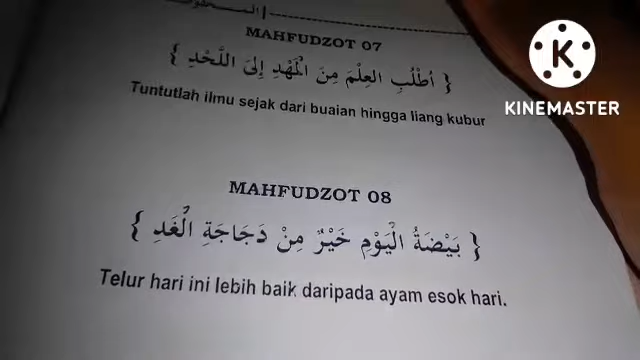 MAHFUDZOT 07
{ أُطْلُبِ العِلْمَ مِنَ الْمَهْدِ إِلىَ اللَّحْدِ }
Tuntutlah ilmu sejak dari buaian hingga liang kubur
MAHFUDZOT 08
{ بَيْضَةُ الْيَوْمِ خَيْرٌ مِنْ دَجَاجَةِ الْغَدِ }
Telur hari ini lebih baik daripada ayam esok hari.
K
KINEMASTER